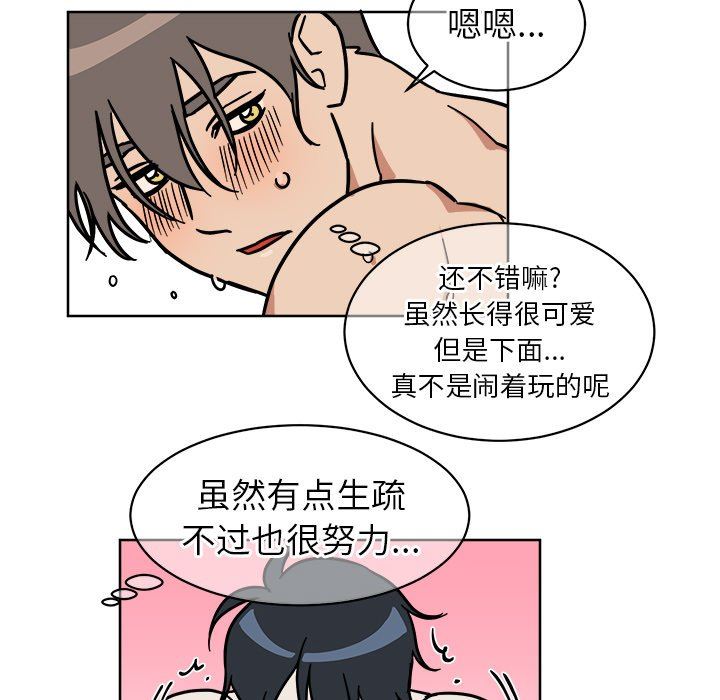 嗯嗯...
还不错嘛?
虽然长得很可爱
但是下面...
真不是闹着玩的呢
虽然有点生疏
不过也很努力...